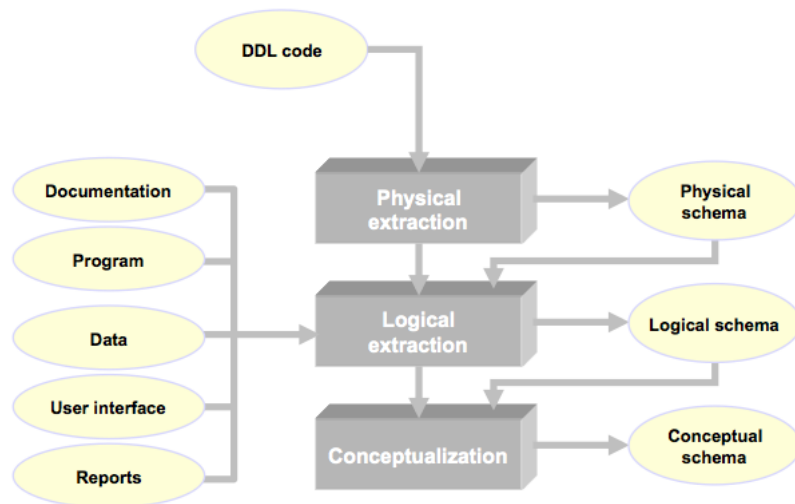 DDL code
Documentation
Physical
extraction
Physical
schema
Program
Data
Logical
extraction
Logical schema
User interface
Reports
Conceptualization
Conceptual
schema